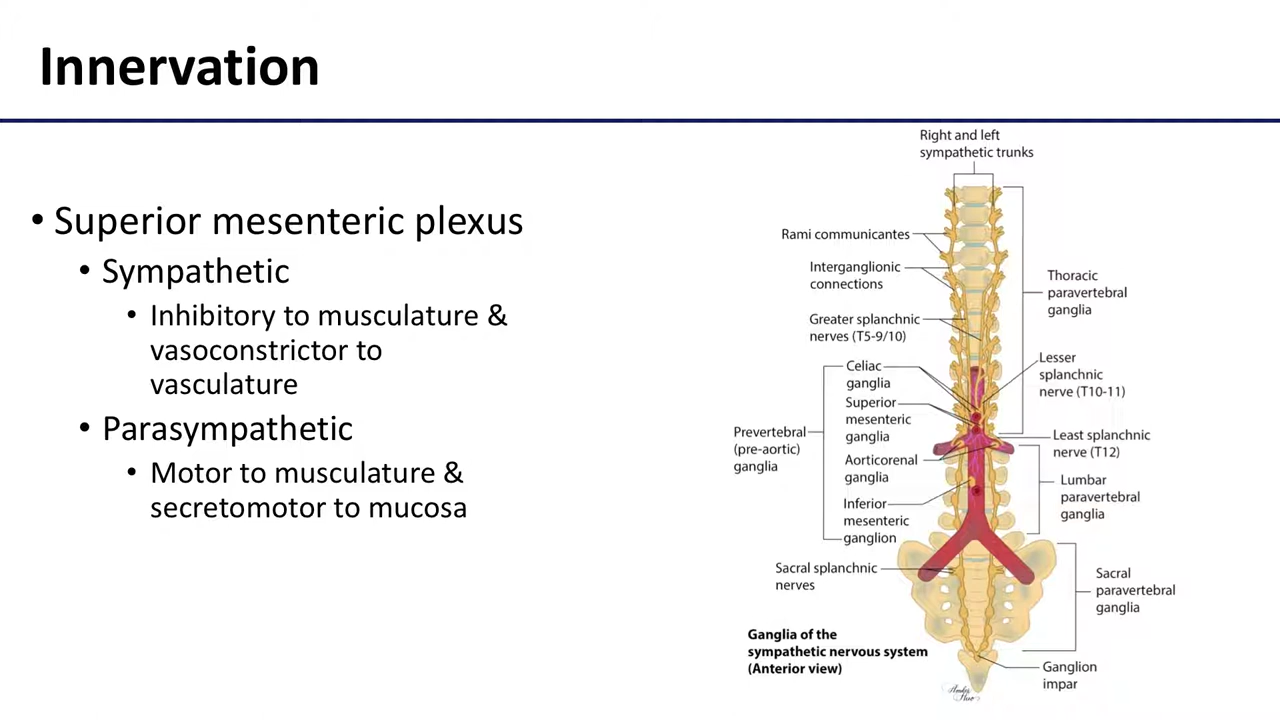 Innervation
• Superior mesenteric plexus
• Sympathetic
• Inhibitory to musculature &
vasoconstrictor to
vasculature
• Parasympathetic
• Motor to musculature &
secretomotor to mucosa
Right and left
sympathetic trunks
Rami communicantes
Interganglionic
connections
Greater splanchnic
nerves (T5-9/10)
Celiac
ganglia
Superior
mesenteric
ganglia
Prevertebral
(pre-aortic)
ganglia
Aorticorenal
ganglia
Inferior
mesenteric
ganglion
Sacral splanchnic
nerves
Thoracic
paravertebral
ganglia
Lesser
splanchnic
nerve (T10-11)
Least splanchnic
nerve (T12)
Lumbar
paravertebral
ganglia
Sacral
paravertebral
ganglia
Ganglion
impar
Ganglia of the
sympathetic nervous system
(Anterior view)